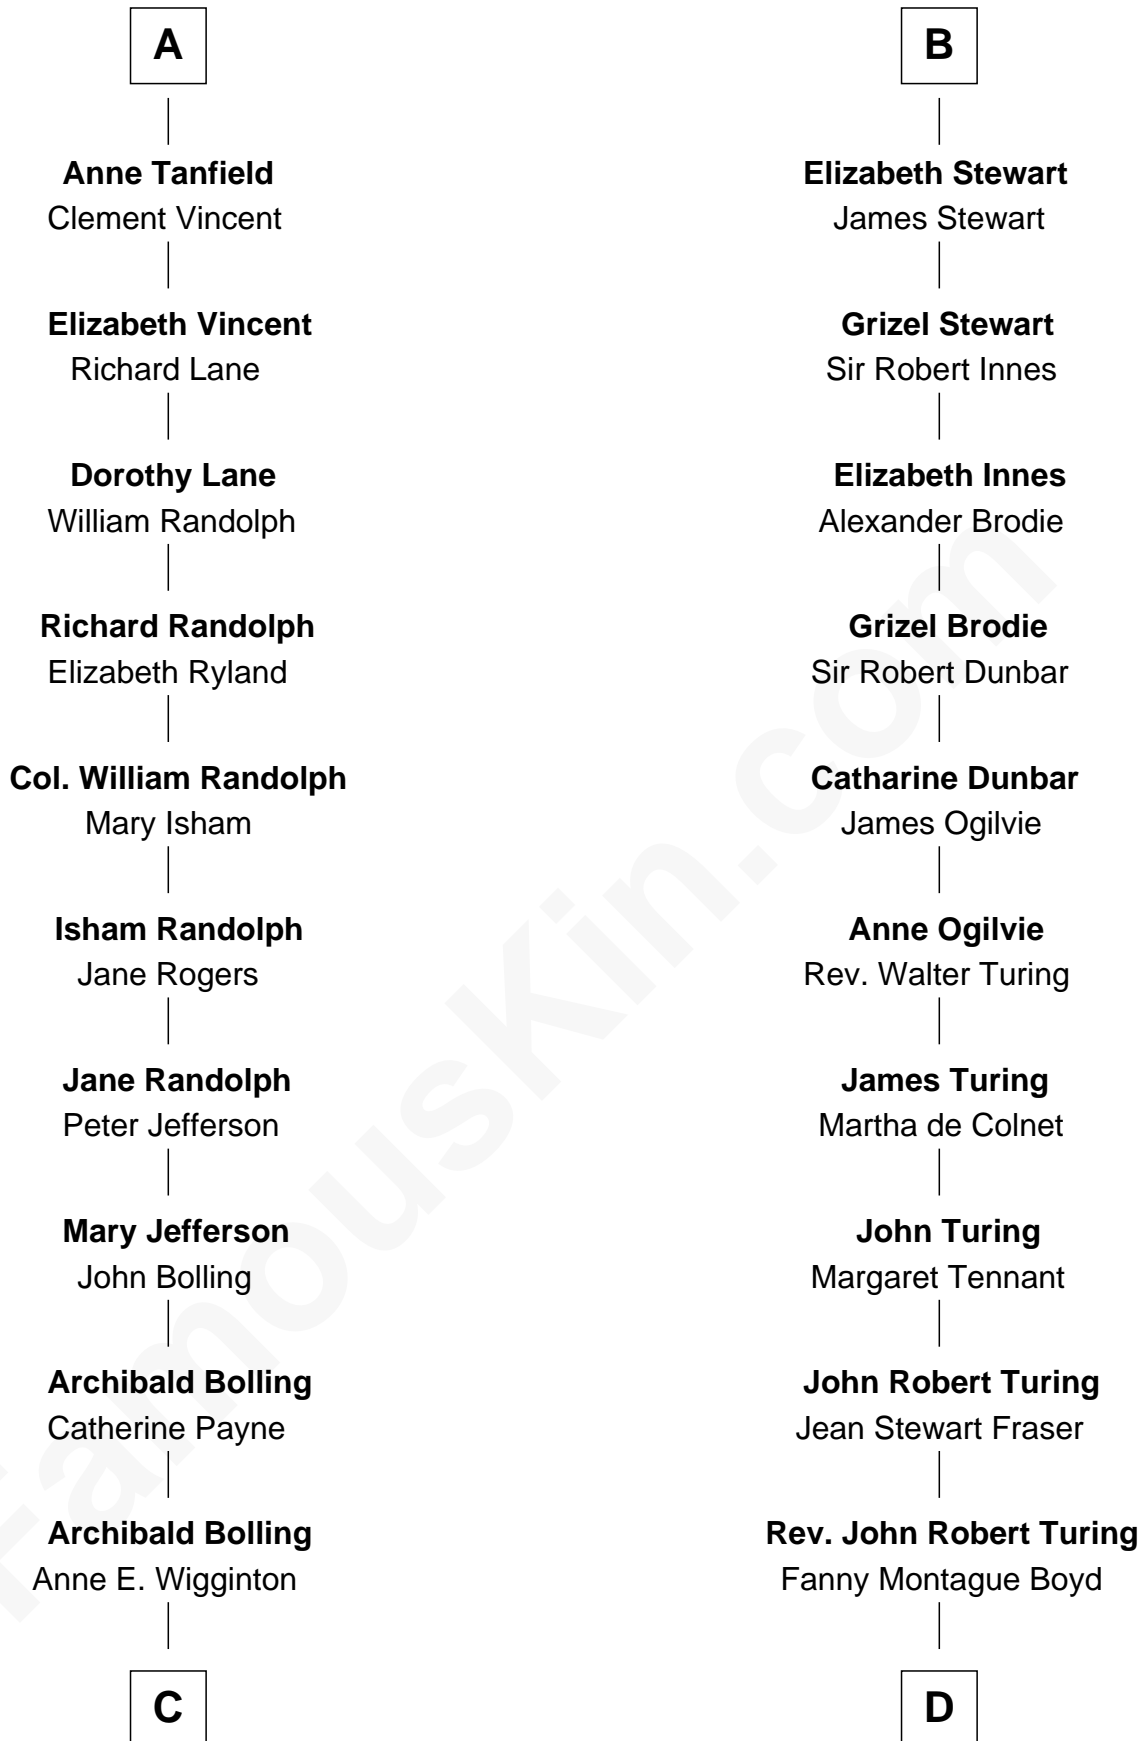 A
Anne Tanfield
Clement Vincent
Elizabeth Vincent
Richard Lane
Dorothy Lane
William Randolph
Richard Randolph
Elizabeth Ryland
Col. William Randolph
Mary Isham
Isham Randolph
Jane Rogers
Jane Randolph
Peter Jefferson
Mary Jefferson
John Bolling
Archibald Bolling
Catherine Payne
Archibald Bolling
Anne E. Wigginton
C
B
Elizabeth Stewart
James Stewart
Grizel Stewart
Sir Robert Innes
Elizabeth Innes
Alexander Brodie
Grizel Brodie
Sir Robert Dunbar
Catharine Dunbar
James Ogilvie
Anne Ogilvie
Rev. Walter Turing
James Turing
Martha de Colnet
John Turing
Margaret Tennant
John Robert Turing
Jean Stewart Fraser
Rev. John Robert Turing
Fanny Montague Boyd
D
FamousKin.com